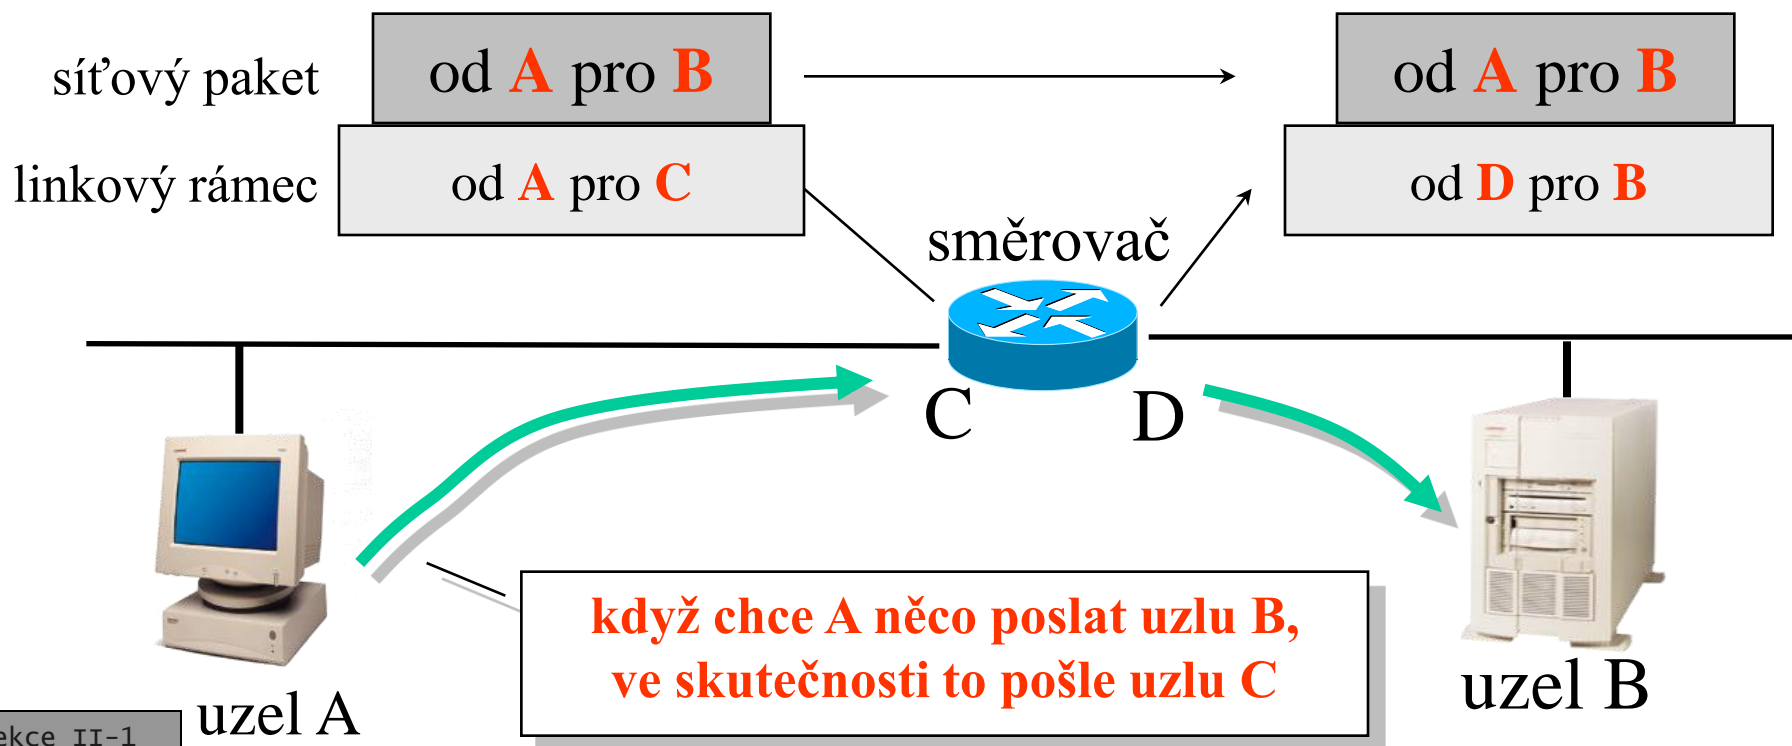 síťový paket
od A pro B
od A pro B
linkový rámec
od A pro C
od D pro B
směrovač
C
D
když chce A něco poslat uzlu B,
ve skutečnosti to pošle uzlu C
uzel A
uzel B
II-1